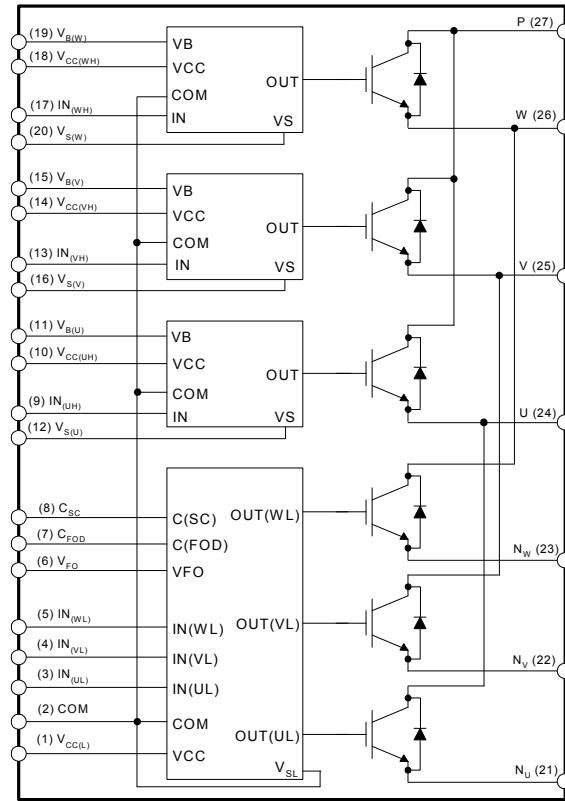 (19) VB(W)
VB
P (27)
(18) VCC(WH)
VCC
OUT
COM
(17) IN(WH)
IN
VS
W (26)
(20) VS(W)
(15) VB(V)
VB
(14) VCC(VH)
VCC
OUT
COM
(13) IN(VH)
IN
VS
V (25)
(16) VS(V)
(11) VB(U)
VB
(10) VCC(UH)
VCC
OUT
COM
(9) IN(UH)
IN
VS
U (24)
(12) VS(U)
(8) CSC
C(SC)
OUT(WL)
(7) CFOD
C(FOD)
NW (23)
(6) VFO
VFO
(5) IN(WL)
IN(WL)
OUT(VL)
(4) IN(VL)
IN(VL)
NV (22)
(3) IN(UL)
IN(UL)
(2) COM
COM
OUT(UL)
(1) VCC(L)
VCC
VSL
NU (21)